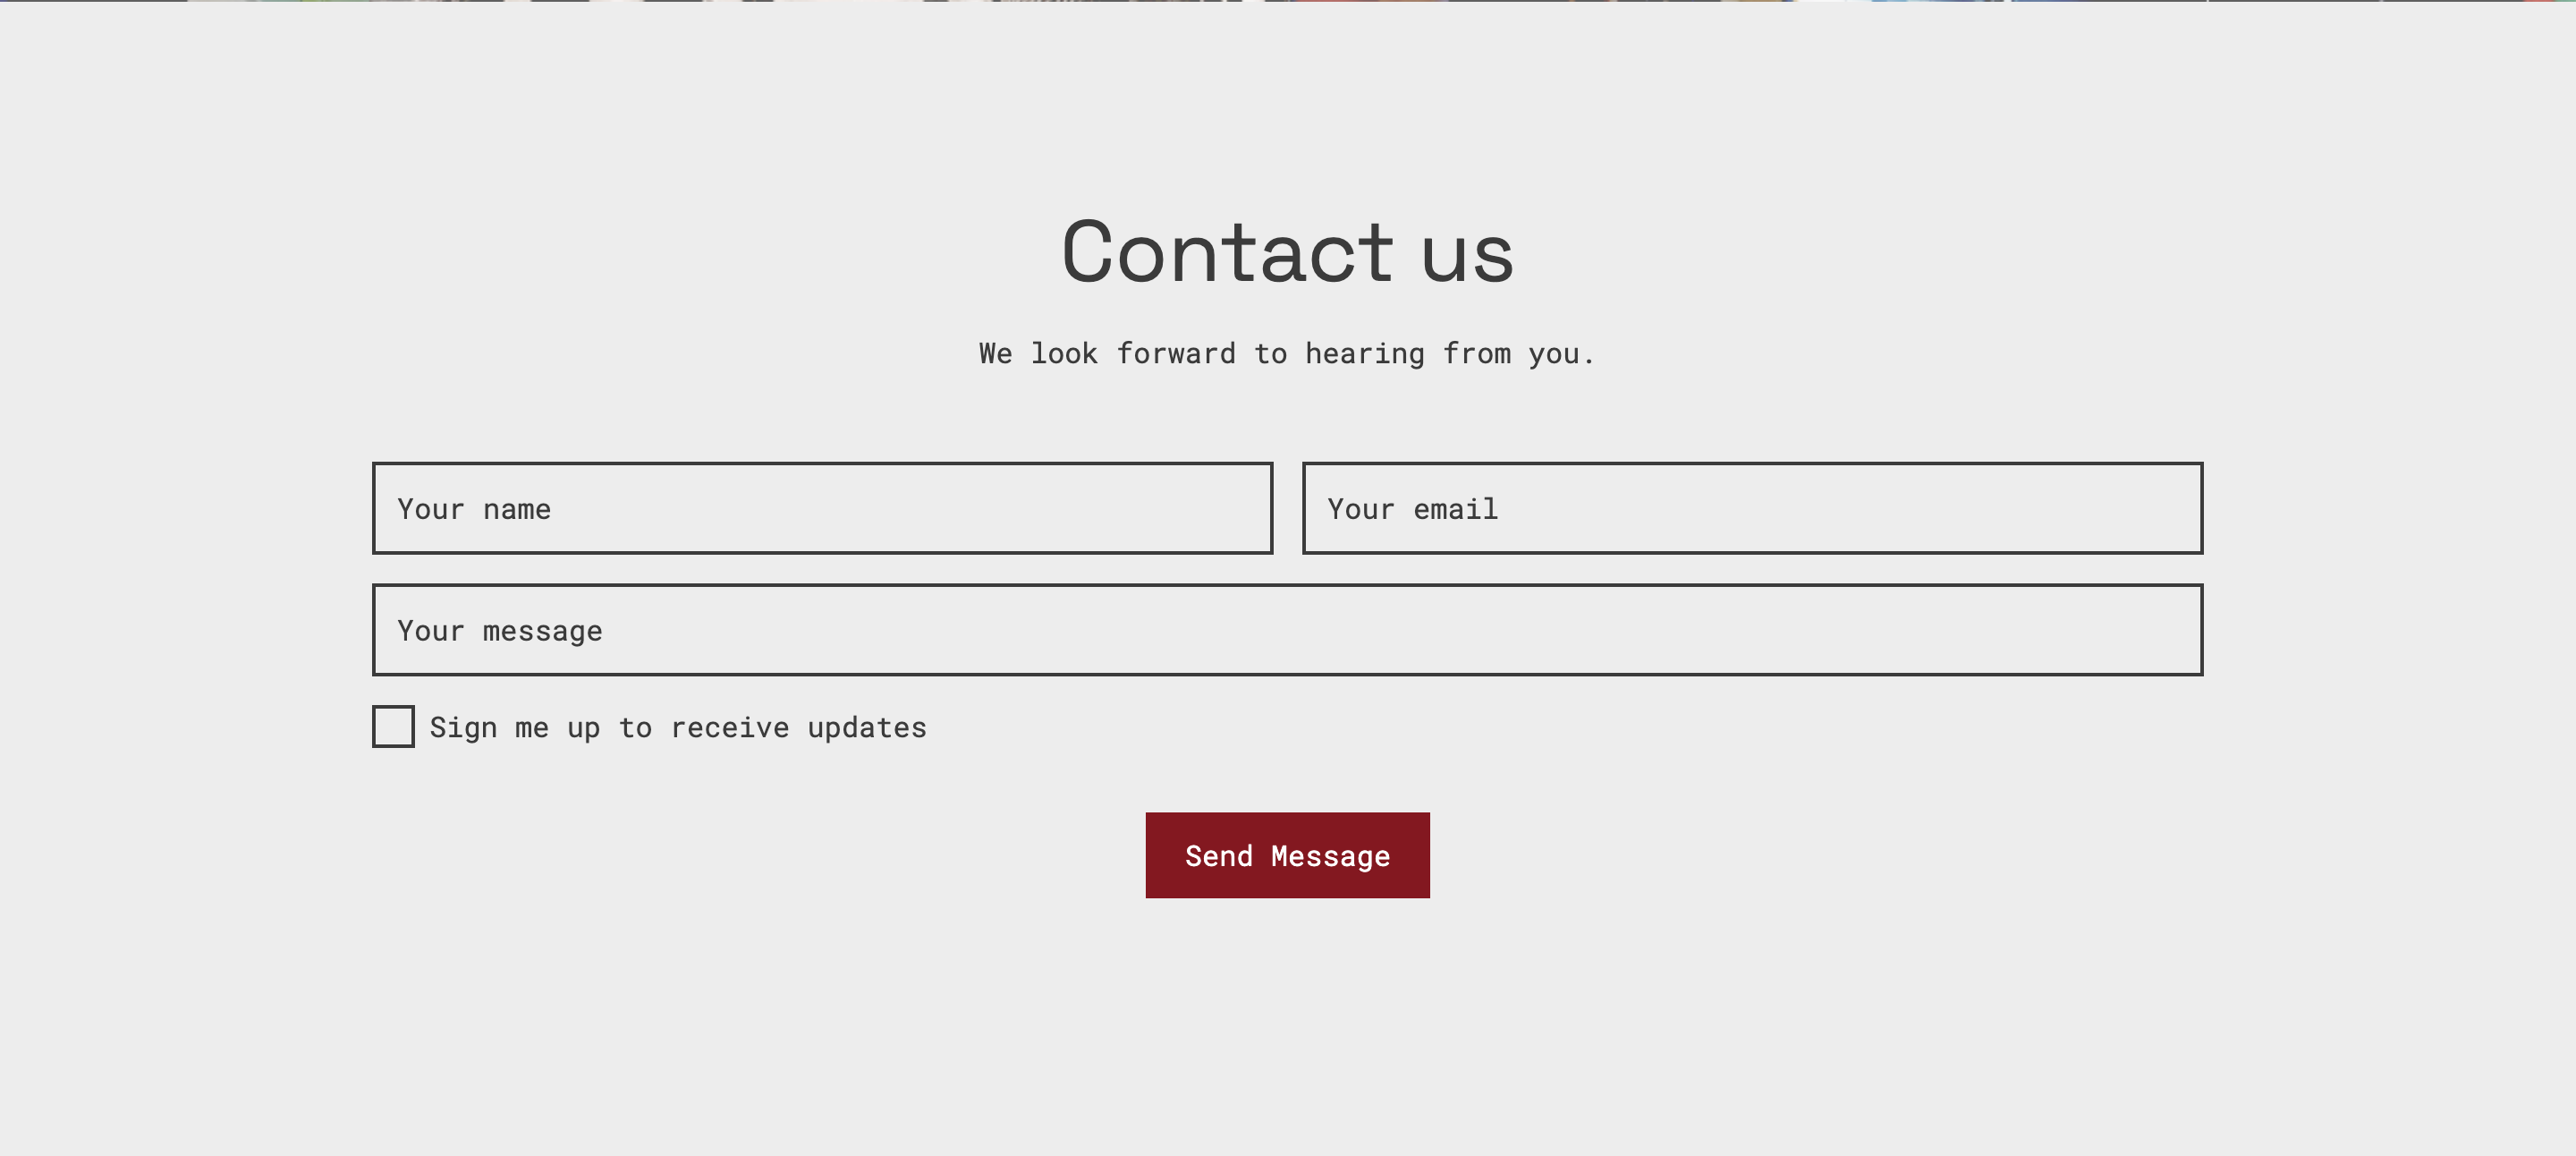 Contact us
We look forward to hearing from you.
Your name
Your email
Your message
Sign me up to receive updates
Send Message